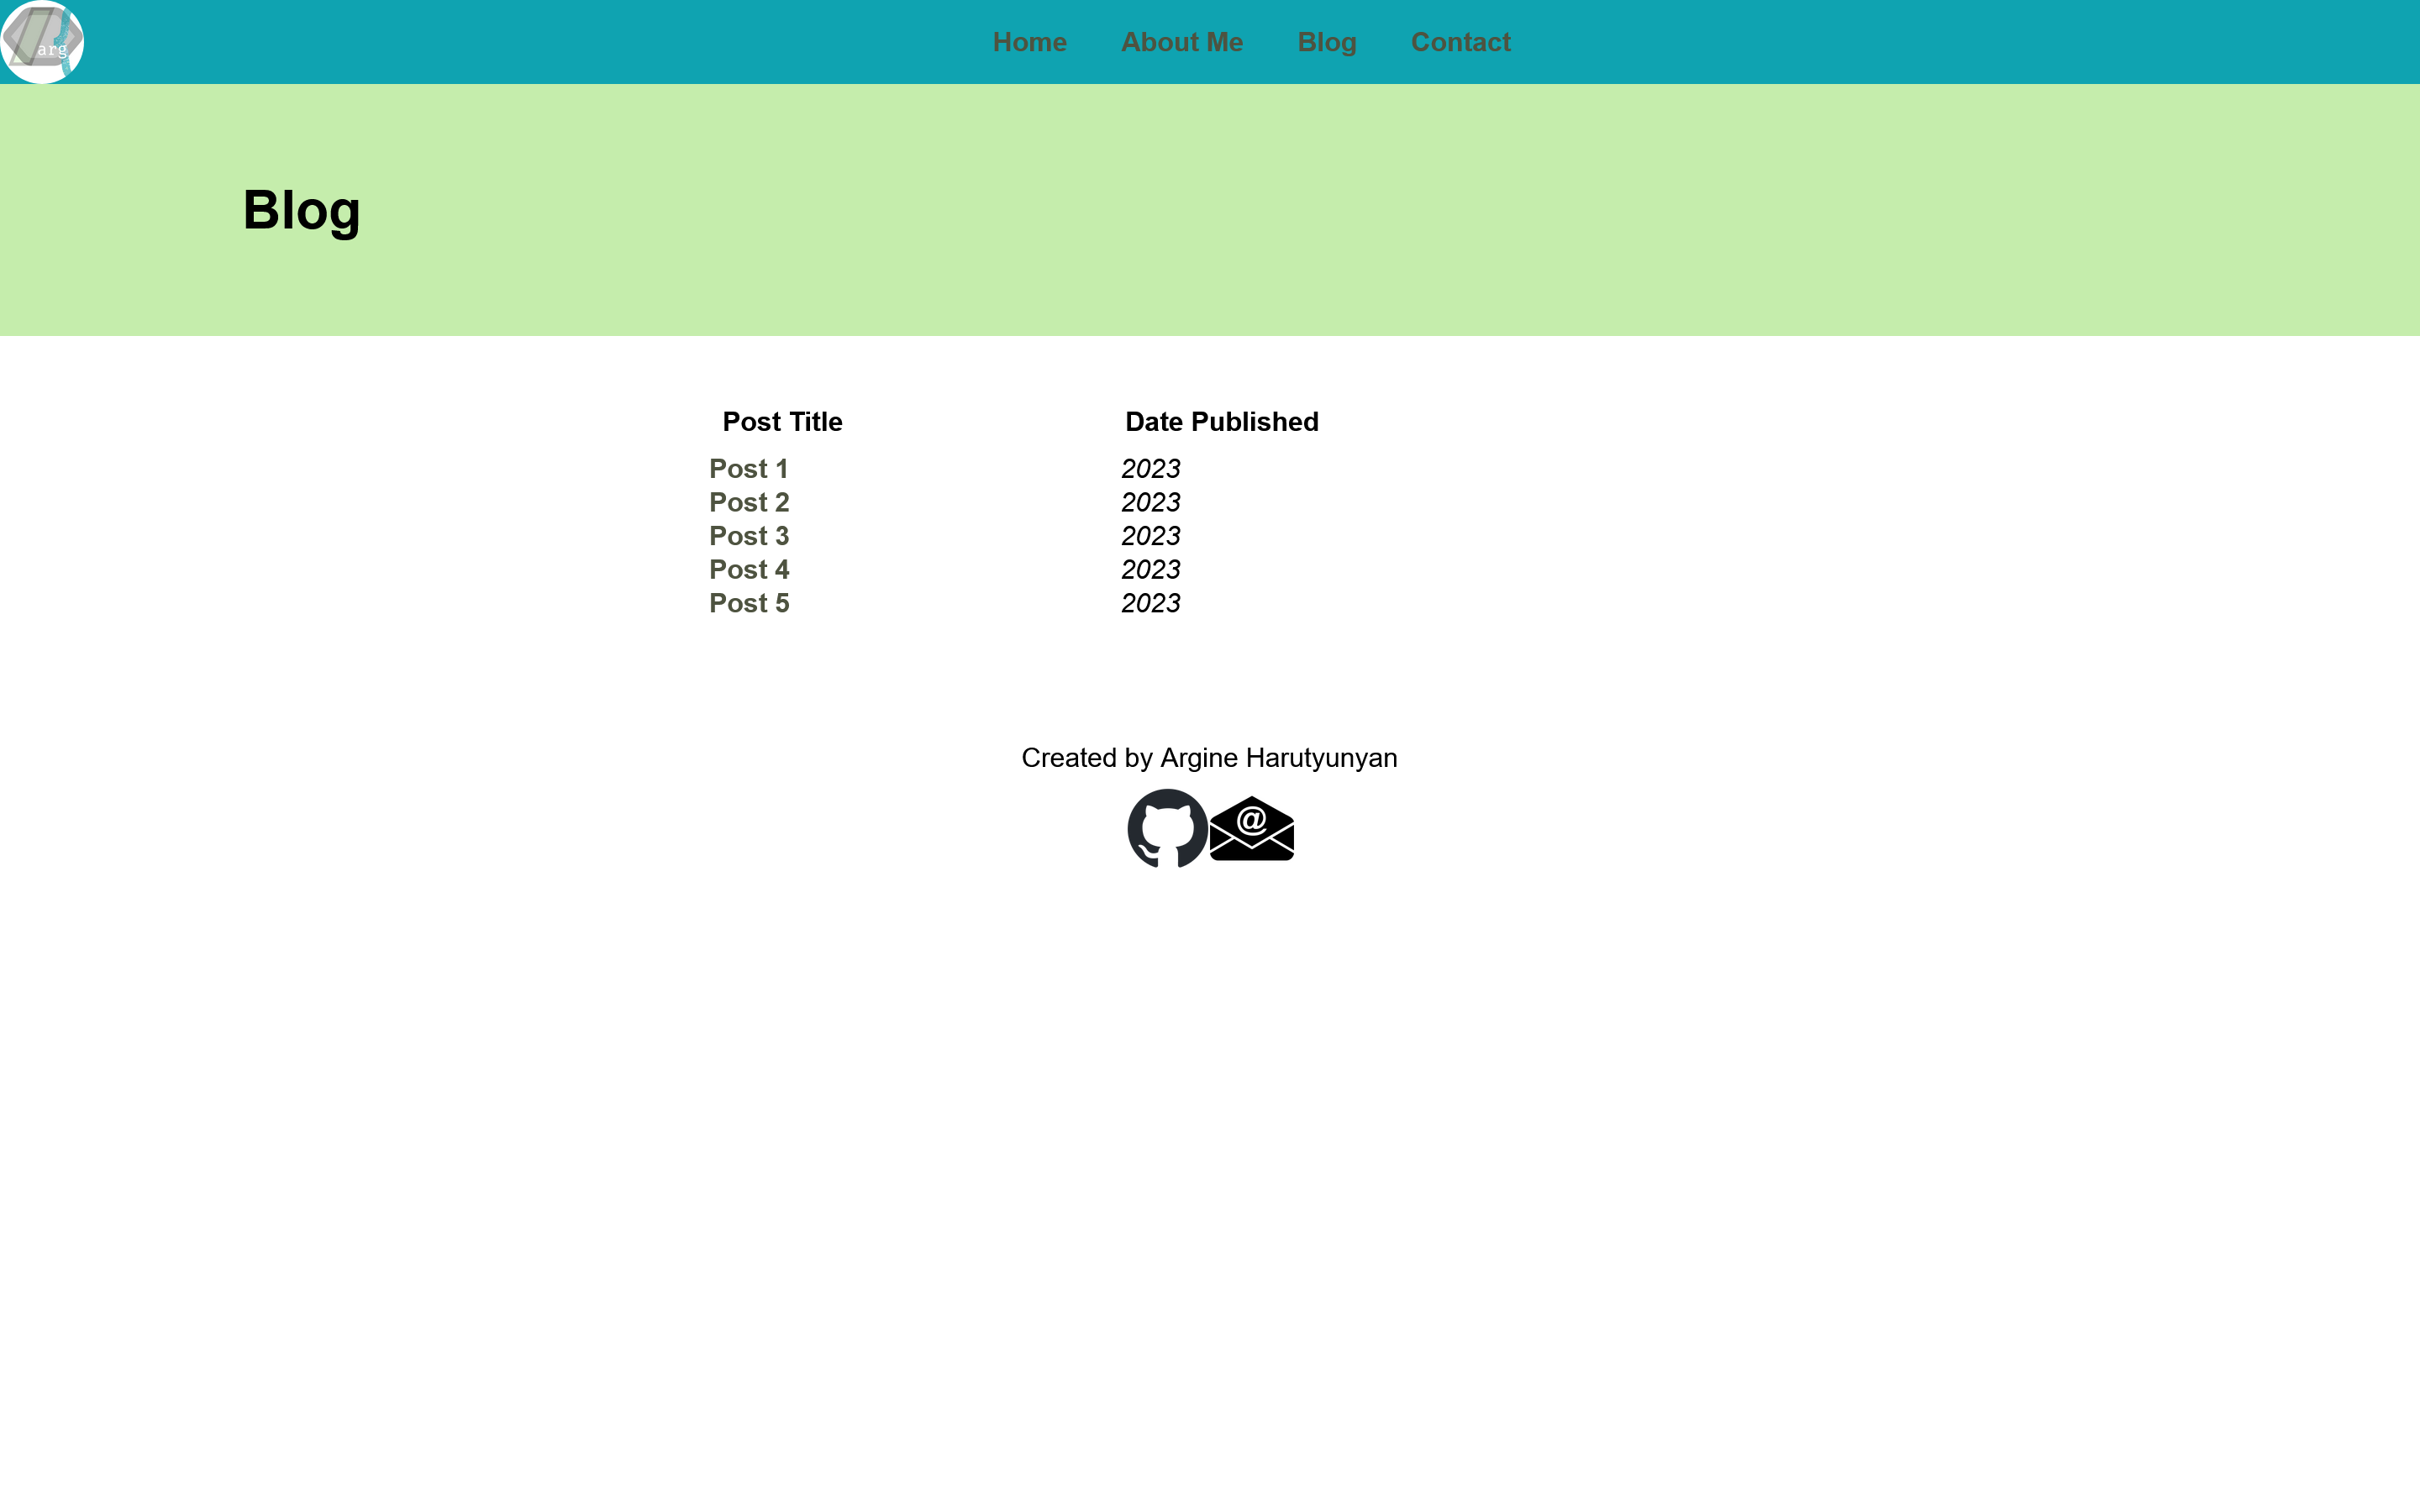 arg
Home About Me Blog Contact
Blog
Post Title Date Published
Post 1 2023
Post 2 2023
Post 3 2023
Post 4 2023
Post 5 2023
Created by Argine Harutyunyan
@